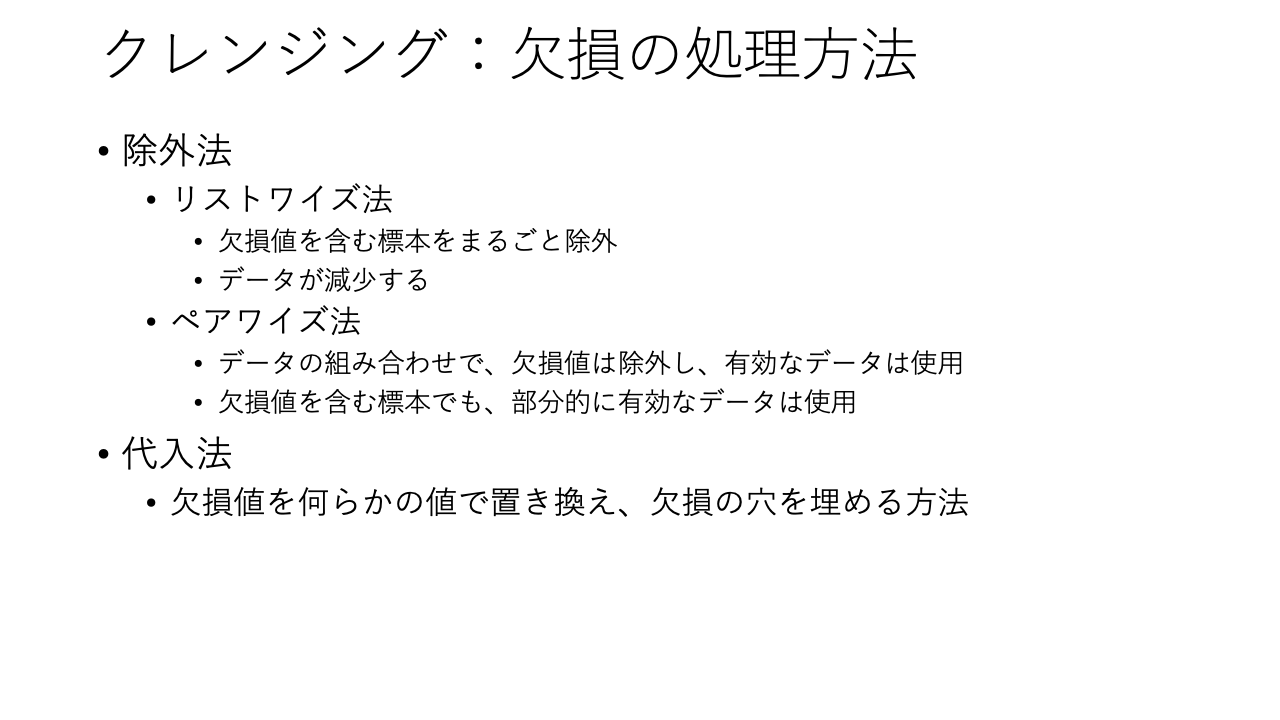 クレンジング：欠損の処理方法
• 除外法
• リストワイズ法
• 欠損値を含む標本をまるごと除外
• データが減少する
• ペアワイズ法
• データの組み合わせで、欠損値は除外し、有効なデータは使用
• 欠損値を含む標本でも、部分的に有効なデータは使用
• 代入法
• 欠損値を何らかの値で置き換え、欠損の穴を埋める方法